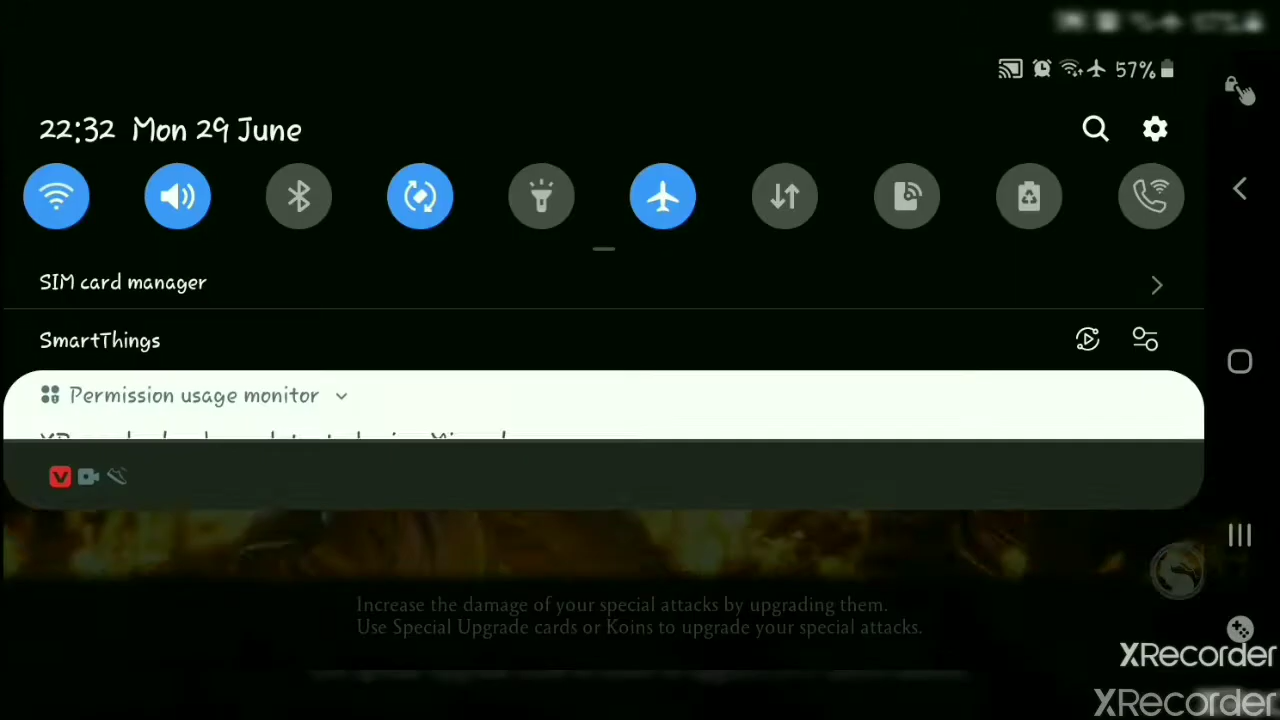 57%
22:32 Mon 29 June
SIM card manager
SmartThings
Permission usage monitor
Increase the damage of your special attacks by upgrading them.
Use Special Upgrade cards or Koins to upgrade your special attacks.
XRecorder
XRecorder